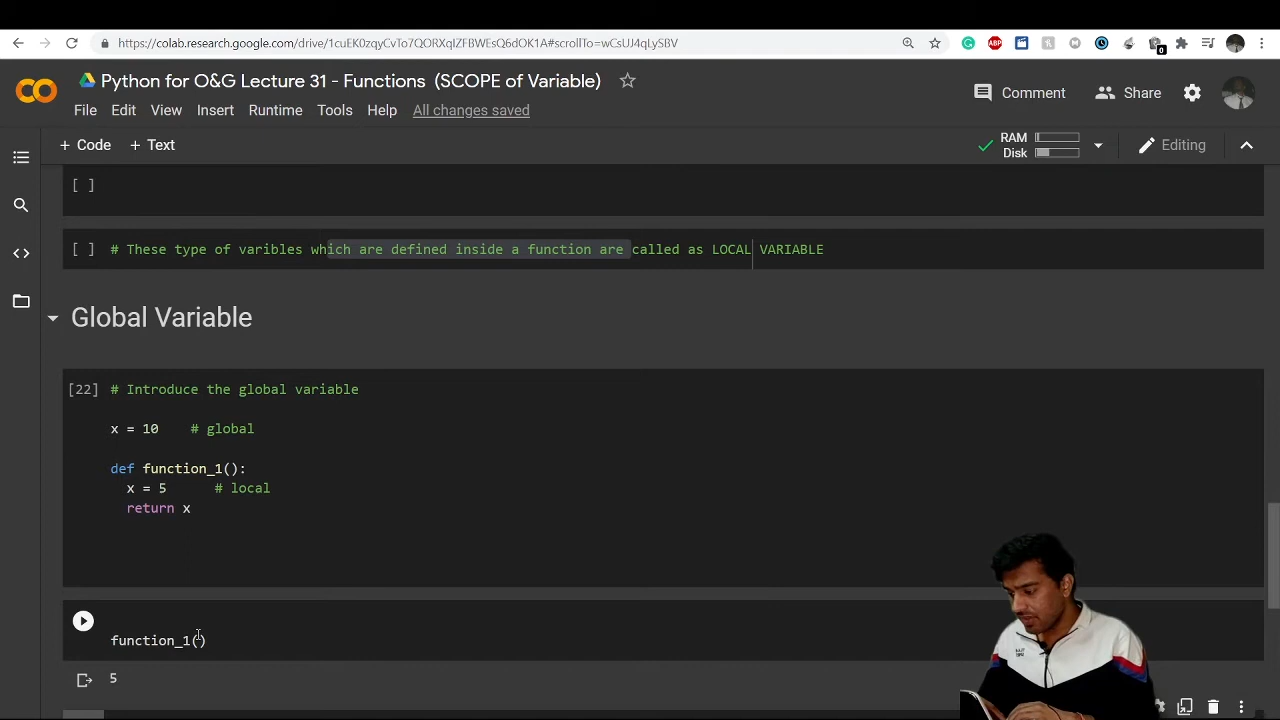 https://colab.research.google.com/drive/1cuEK0zqyCvTo7QORXqIZFBWEsQ6dOK1A#scrollTo=wCsUJ4qLySBV
ABP
0
Python for O&G Lecture 31 - Functions (SCOPE of Variable)
File Edit View Insert Runtime Tools Help All changes saved
Comment Share
+ Code + Text
RAM
Disk
Editing
[ ]
[ ] # These type of varibles which are defined inside a function are called as LOCAL VARIABLE
Global Variable
[22] # Introduce the global variable
x = 10 # global
def function_1():
x = 5 # local
return x
function_1()
5